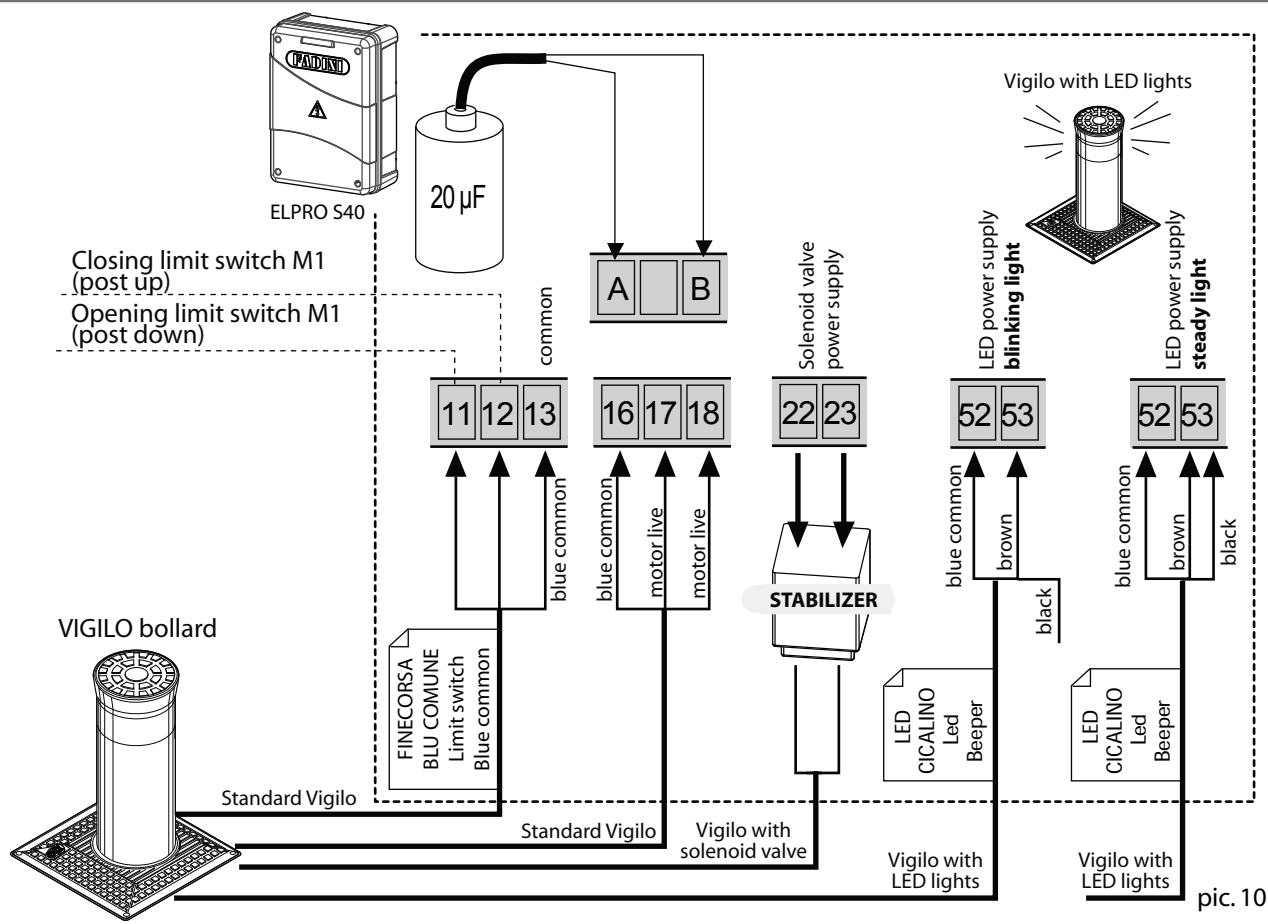 FADINI
ELPRO S40
20 µF
A B
Vigilo with LED lights
Closing limit switch M1
(post up)
Opening limit switch M1
(post down)
common
Solenoid valve
power supply
LED power supply
blinking light
LED power supply
steady light
11 12 13
16 17 18
22 23
52 53
52 53
blue common
blue common
motor live
motor live
STABILIZER
blue common
brown
black
blue common
brown
black
VIGILO bollard
FINECORSA
BLU COMUNE
Limit switch
Blue common
LED
CICALINO
Led
Beeper
LED
CICALINO
Led
Beeper
Standard Vigilo
Standard Vigilo
Vigilo with
solenoid valve
Vigilo with
LED lights
Vigilo with
LED lights
pic. 10